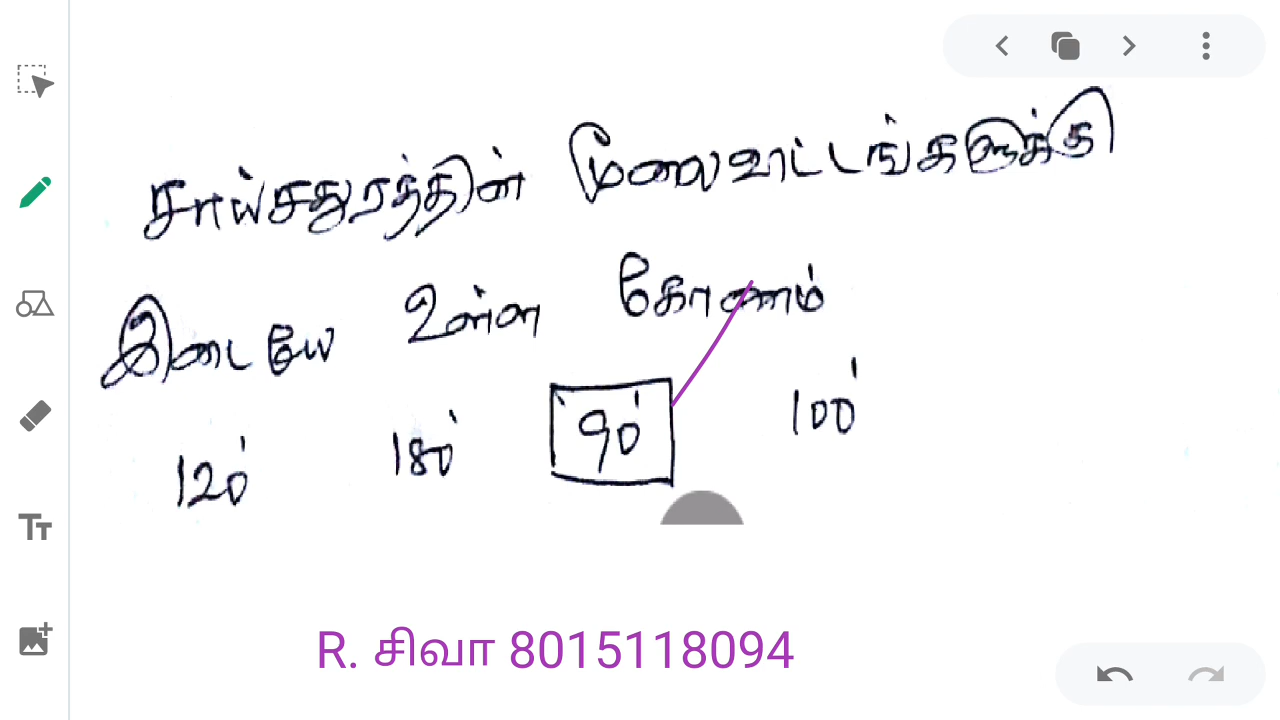 சாய்சதுரத்தின் மூலைவிட்டங்களுக்கு
இடையே உள்ள கோணம்
120° 180° 90° 100°
R. சிவா 8015118094